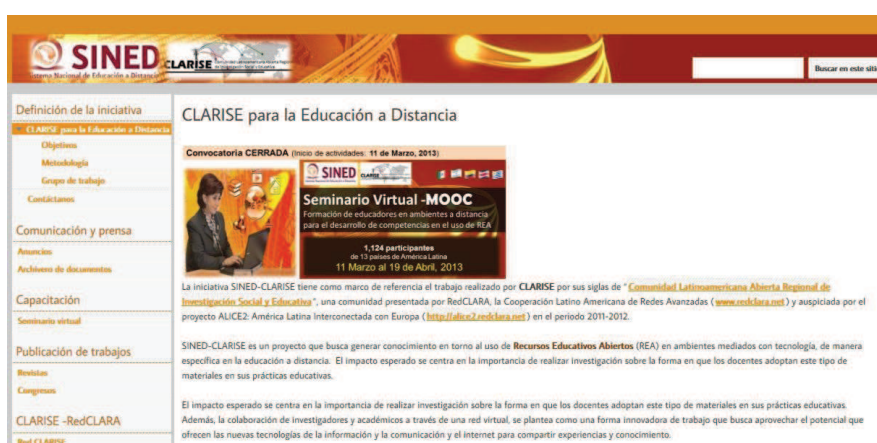 SINED
Sistema Nacional de Educación a Distancia
CLARISE
Buscar en este sitio
Definición de la iniciativa
CLARISE para la Educación a Distancia
Objetivos
Metodología
Grupo de trabajo
Contáctanos
Comunicación y prensa
Anuncios
Archivero de documentos
Capacitación
Seminario virtual
Publicación de trabajos
Revistas
Congresos
CLARISE -RedCLARA
Red CLARISE
CLARISE para la Educación a Distancia
Convocatoria CERRADA (Inicio de actividades: 11 de Marzo, 2013)
SINED
CLARISE
Seminario Virtual -MOOC
Formación de educadores en ambientes a distancia
para el desarrollo de competencias en el uso de REA
1,124 participantes
de 13 países de América Latina
11 Marzo al 19 de Abril, 2013
La iniciativa SINED-CLARISE tiene como marco de referencia el trabajo realizado por CLARISE por sus siglas de "Comunidad Latinoamericana Abierta Regional de
Investigación Social y Educativa", una comunidad presentada por RedCLARA, la Cooperación Latino Americana de Redes Avanzadas (www.redclara.net) y auspiciada por el
proyecto ALICE2: América Latina Interconectada con Europa (http://alice2.redclara.net) en el periodo 2011-2012.
SINED-CLARISE es un proyecto que busca generar conocimiento en torno al uso de Recursos Educativos Abiertos (REA) en ambientes mediados con tecnología, de manera
específica en la educación a distancia. El impacto esperado se centra en la importancia de realizar investigación sobre la forma en que los docentes adoptan este tipo de
materiales en sus prácticas educativas.
El impacto esperado se centra en la importancia de realizar investigación sobre la forma en que los docentes adoptan este tipo de materiales en sus prácticas educativas.
Además, la colaboración de investigadores y académicos a través de una red virtual, se plantea como una forma innovadora de trabajo que busca aprovechar el potencial que
ofrecen las nuevas tecnologías de la información y la comunicación y el internet para compartir experiencias y conocimiento.